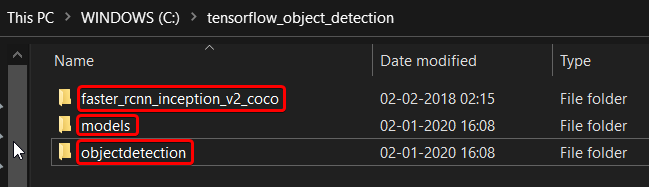 This PC > WINDOWS (C:) > tensorflow_object_detection
Name Date modified Type
faster_rcnn_inception_v2_coco 02-02-2018 02:15 File folder
models 02-01-2020 16:08 File folder
objectdetection 02-01-2020 16:08 File folder